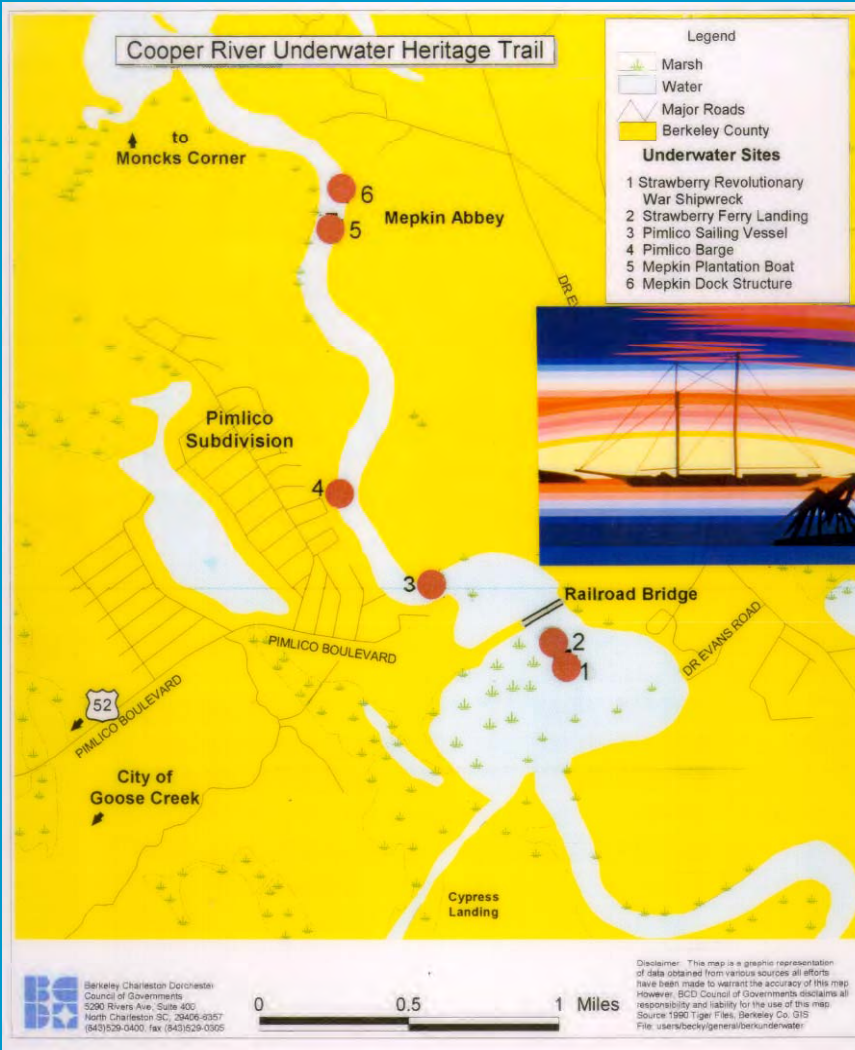 Cooper River Underwater Heritage Trail
Legend
Marsh
Water
Major Roads
Berkeley County
Underwater Sites
1 Strawberry Revolutionary
War Shipwreck
2 Strawberry Ferry Landing
3 Pimlico Sailing Vessel
4 Pimlico Barge
5 Mepkin Plantation Boat
6 Mepkin Dock Structure
to
Moncks Corner
6
Mepkin Abbey
5
DR EV
Pimlico
Subdivision
4
3
Railroad Bridge
2
1
PIMLICO BOULEVARD
DR EVANS ROAD
52
PIMLICO BOULEVARD
City of
Goose Creek
Cypress
Landing
Berkeley Charleston Dorchester
Council of Governments
5290 Rivers Ave, Suite 400
North Charleston SC, 29406-6357
(843)529-0400, fax (843)529-0305
0 0.5 1 Miles
Disclaimer: This map is a graphic representation
of data obtained from various sources all efforts
have been made to warrant the accuracy of this map
However, BCD Council of Governments disclaims all
responsibility and liability for the use of this map
Source:1990 Tiger Files, Berkeley Co. GIS
File: users/becky/general/berkunderwater